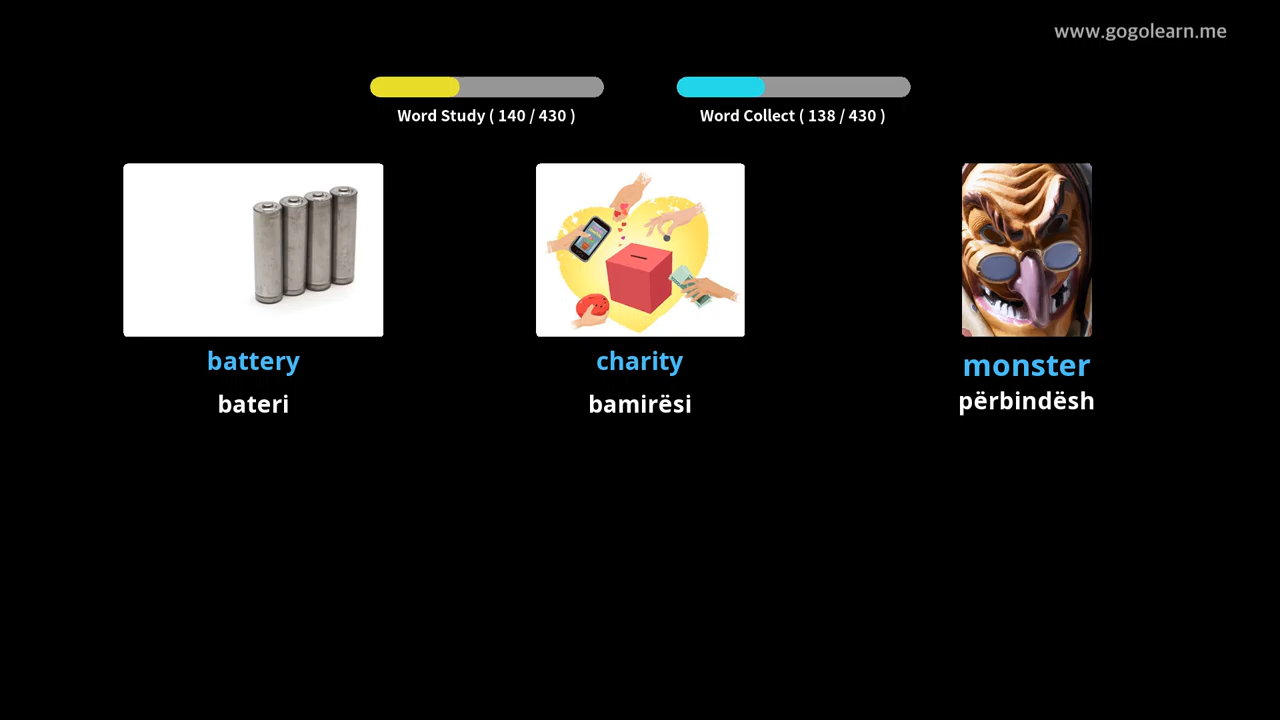 www.gogolearn.me
Word Study ( 140 / 430 )
Word Collect ( 138 / 430 )
battery
bateri
charity
bamirësi
monster
përbindësh